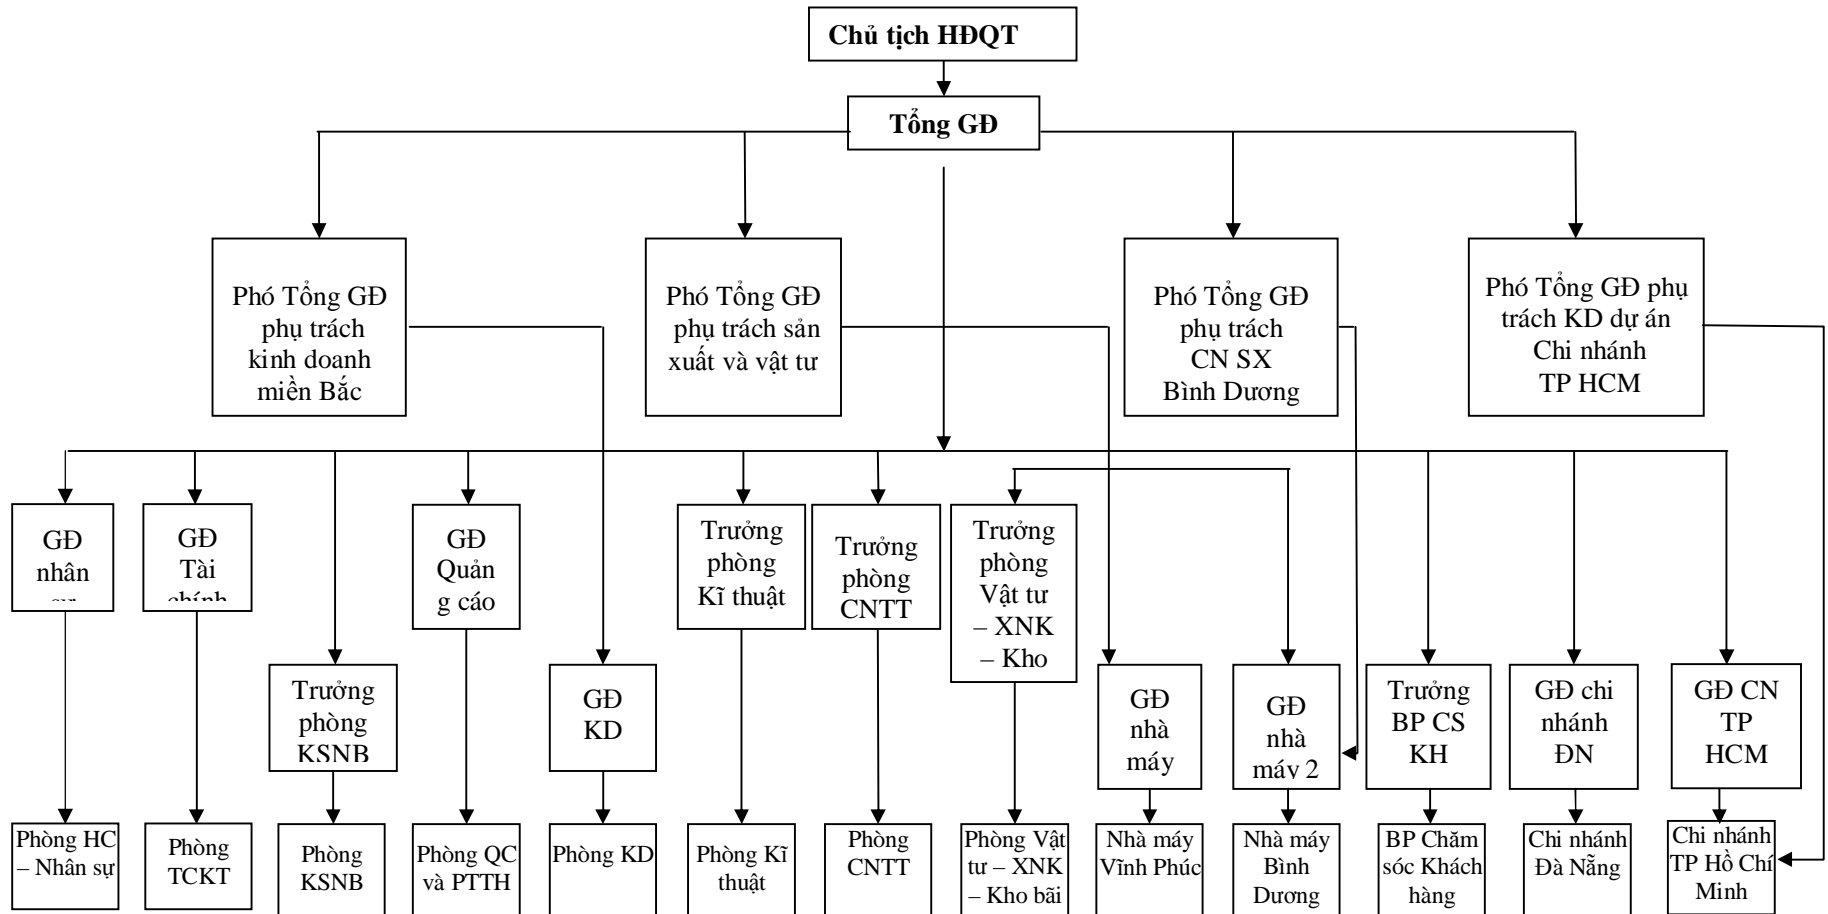 Chủ tịch HĐQT
Tổng GĐ
Phó Tổng GĐ
phụ trách
kinh doanh
miền Bắc
Phó Tổng GĐ
phụ trách sản
xuất và vật tư
Phó Tổng GĐ
phụ trách
CN SX
Bình Dương
Phó Tổng GĐ phụ
trách KD dự án
Chi nhánh
TP HCM
GĐ
nhân
sự
GĐ
Tài
chính
GĐ
Quản
g cáo
Trưởng
phòng
Kĩ thuật
Trưởng
phòng
CNTT
Trưởng
phòng
Vật tư
– XNK
– Kho
Trưởng
phòng
KSNB
GĐ
KD
GĐ
nhà
máy
GĐ
nhà
máy 2
Trưởng
BP CS
KH
GĐ chi
nhánh
ĐN
GĐ CN
TP
HCM
Phòng HC
– Nhân sự
Phòng
TCKT
Phòng
KSNB
Phòng QC
và PTTH
Phòng KD
Phòng Kĩ
thuật
Phòng
CNTT
Phòng Vật
tư – XNK
– Kho bãi
Nhà máy
Vĩnh Phúc
Nhà máy
Bình
Dương
BP Chăm
sóc Khách
hàng
Chi nhánh
Đà Nẵng
Chi nhánh
TP Hồ Chí
Minh